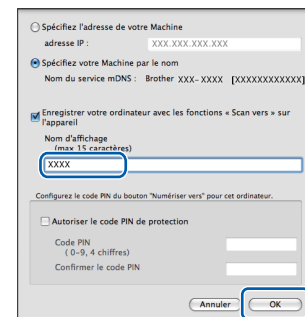 Spécifiez l'adresse de votre Machine
adresse IP : XXX.XXX.XXX.XXX
Spécifiez votre Machine par le nom
Nom du service mDNS : Brother XXX-XXXX [XXXXXXXXXXXX]
Enregistrer votre ordinateur avec les fonctions « Scan vers » sur
l'appareil
Nom d'affichage
(max 15 caractères)
XXXX
Configurez le code PIN du bouton "Numériser vers" pour cet ordinateur.
Autoriser le code PIN de protection
Code PIN
( 0-9, 4 chiffres)
Confirmer le code PIN
Annuler OK